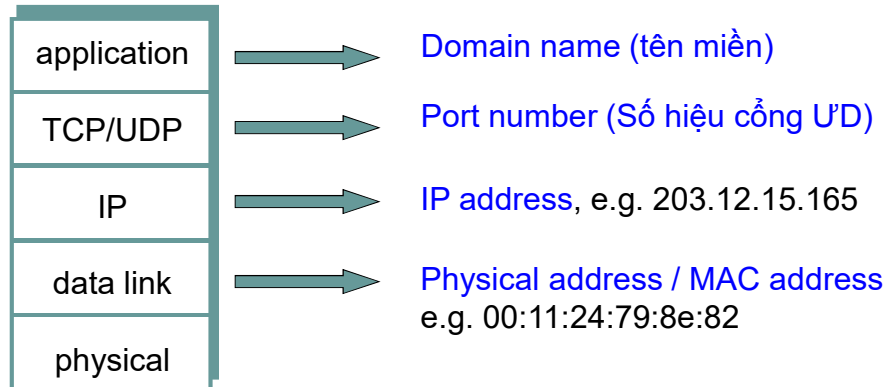 application
Domain name (tên miền)
TCP/UDP
Port number (Số hiệu cổng ƯD)
IP
IP address, e.g. 203.12.15.165
data link
Physical address / MAC address
e.g. 00:11:24:79:8e:82
physical